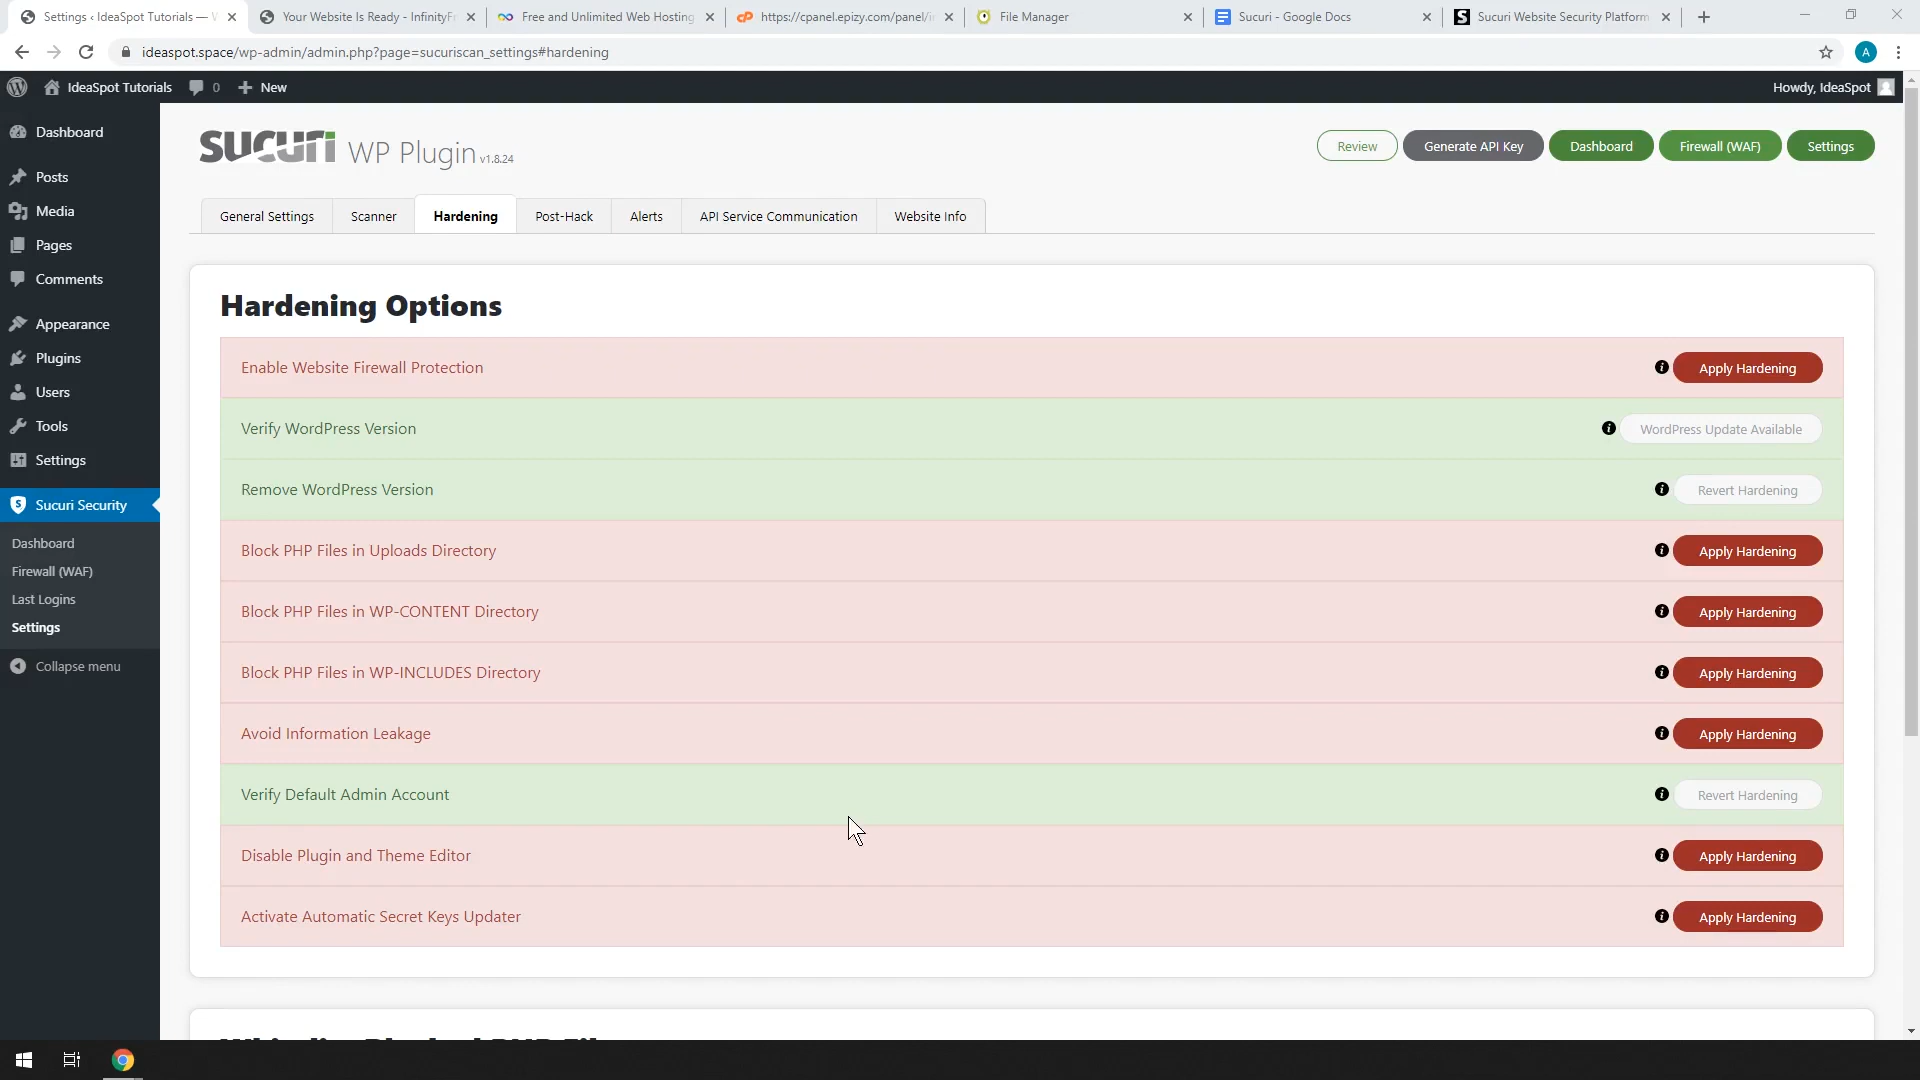 Settings ‹ IdeaSpot Tutorials — W
Your Website Is Ready - InfinityFr
Free and Unlimited Web Hosting
https://cpanel.epizy.com/panel/in
File Manager
Sucuri - Google Docs
Sucuri Website Security Platform
ideaspot.space/wp-admin/admin.php?page=sucuriscan_settings#hardening
A
IdeaSpot Tutorials
0
New
Howdy, IdeaSpot
Dashboard
Posts
Media
Pages
Comments
Appearance
Plugins
Users
Tools
Settings
Sucuri Security
Dashboard
Firewall (WAF)
Last Logins
Settings
Collapse menu
SUCURI WP Plugin v1.8.24
Review
Generate API Key
Dashboard
Firewall (WAF)
Settings
General Settings
Scanner
Hardening
Post-Hack
Alerts
API Service Communication
Website Info
Hardening Options
Enable Website Firewall Protection
Apply Hardening
Verify WordPress Version
WordPress Update Available
Remove WordPress Version
Revert Hardening
Block PHP Files in Uploads Directory
Apply Hardening
Block PHP Files in WP-CONTENT Directory
Apply Hardening
Block PHP Files in WP-INCLUDES Directory
Apply Hardening
Avoid Information Leakage
Apply Hardening
Verify Default Admin Account
Revert Hardening
Disable Plugin and Theme Editor
Apply Hardening
Activate Automatic Secret Keys Updater
Apply Hardening